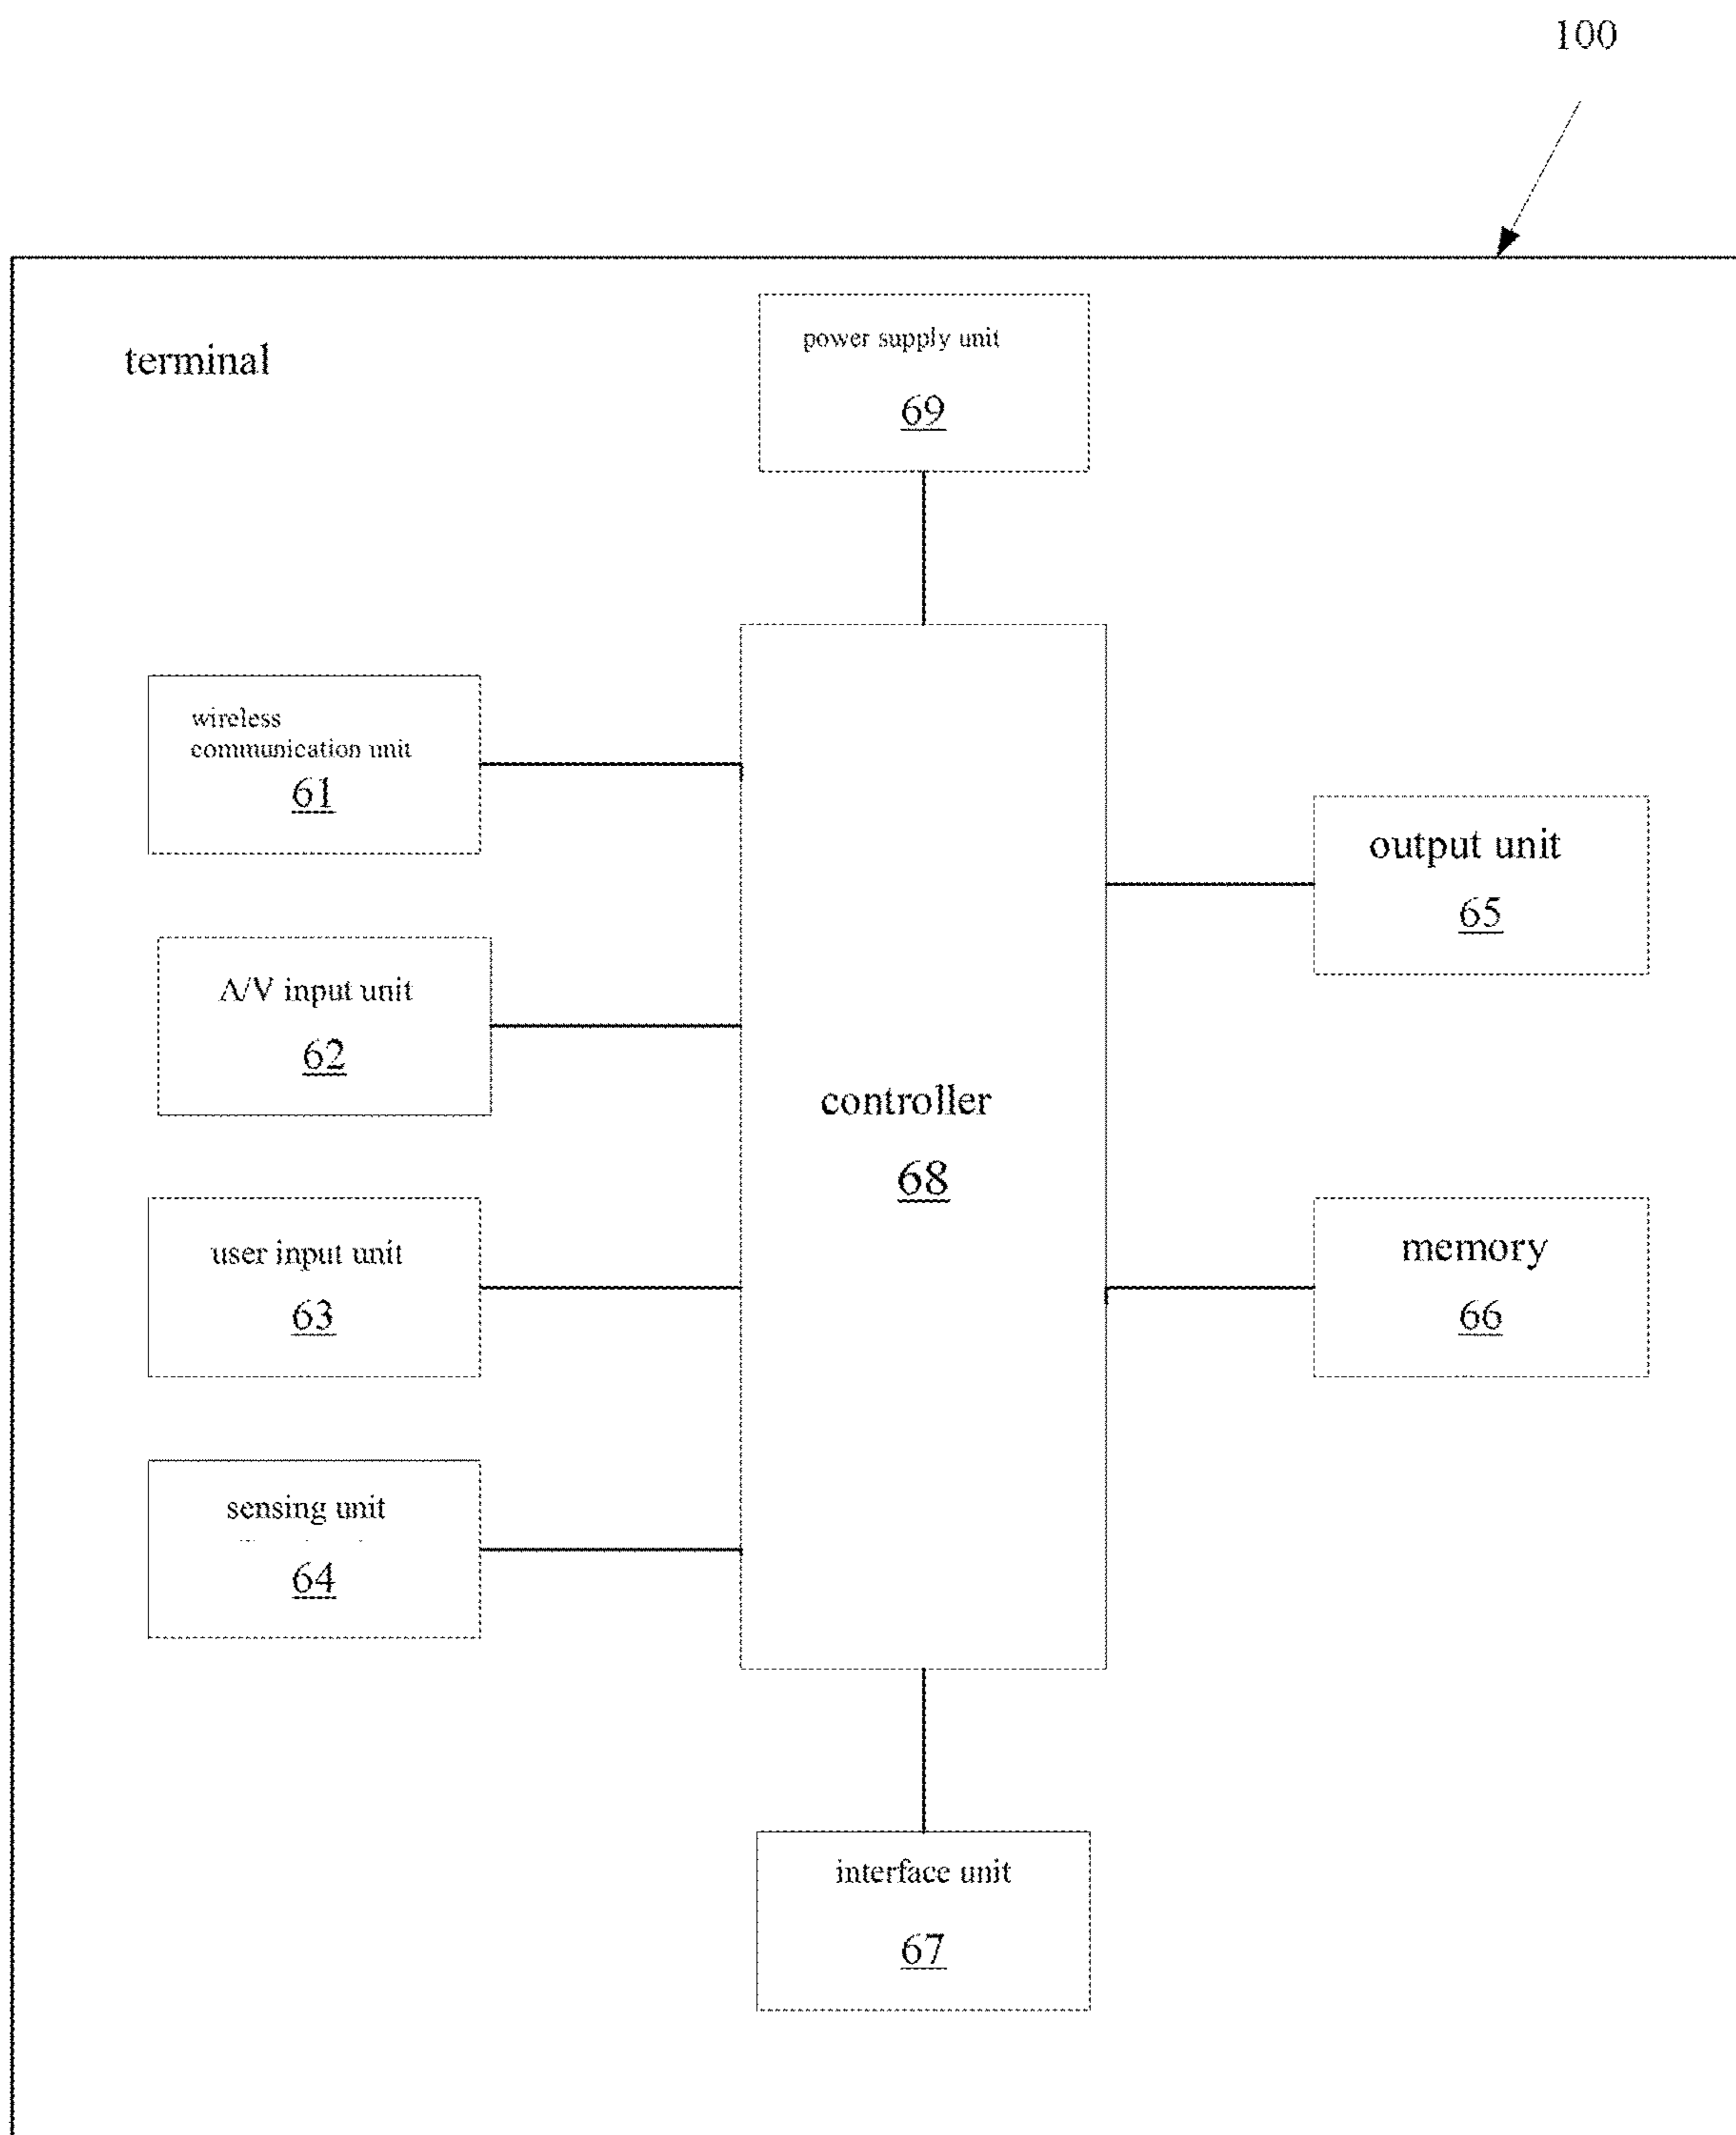 100
terminal
power supply unit
69
wireless
communication unit
61
A/V input unit
62
user input unit
63
sensing unit
64
controller
68
output unit
65
memory
66
interface unit
67